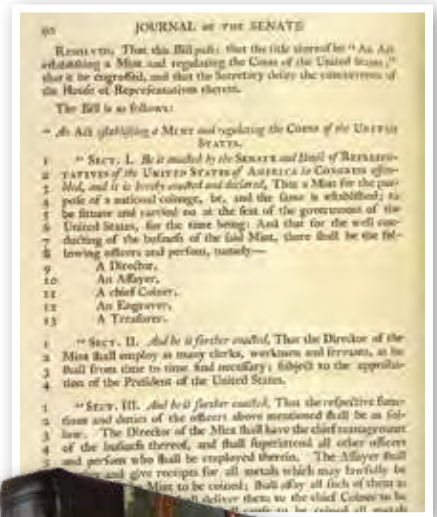 90 JOURNAL OF THE SENATE
RESOLVED, That this Bill pass: that the title thereof be "An Act
establishing a Mint and regulating the Coins of the United States,"
that it be engrossed, and that the Secretary desire the concurrence of
the House of Representatives therein.
The Bill is as follows:
"An Act establishing a MINT and regulating the COINS of the UNITED
STATES.
1 "SECT. I. Be it enacted by the SENATE and House of REPRESEN-
2 TATIVES of the UNITED STATES of AMERICA in CONGRESS assem-
3 bled, and it is hereby enacted and declared, That a Mint for the pur-
4 pose of a national coinage, be, and the same is established; to
5 be situate and carried on at the seat of the government of the
6 United States, for the time being: And that for the well con-
7 ducting of the business of the said Mint, there shall be the fol-
8 lowing officers and persons, namely—
9 A Director,
10 An Assayer,
11 A chief Coiner,
12 An Engraver,
13 A Treasurer.
1 "SECT. II. And be it further enacted, That the Director of the
2 Mint shall employ as many clerks, workmen and servants, as he
3 shall from time to time find necessary; subject to the approba-
4 tion of the President of the United States.
1 "SECT. III. And be it further enacted, That the respective func-
2 tions and duties of the officers above mentioned shall be as fol-
3 low. The Director of the Mint shall have the chief management
4 of the business thereof, and shall superintend all other officers
5 and persons who shall be employed therein. The Assayer shall
and give receipts for all metals which may lawfully be
Mint to be coined; shall assay all such of them as
shall deliver them to the chief Coiner to be
shall cause to be coined all metals